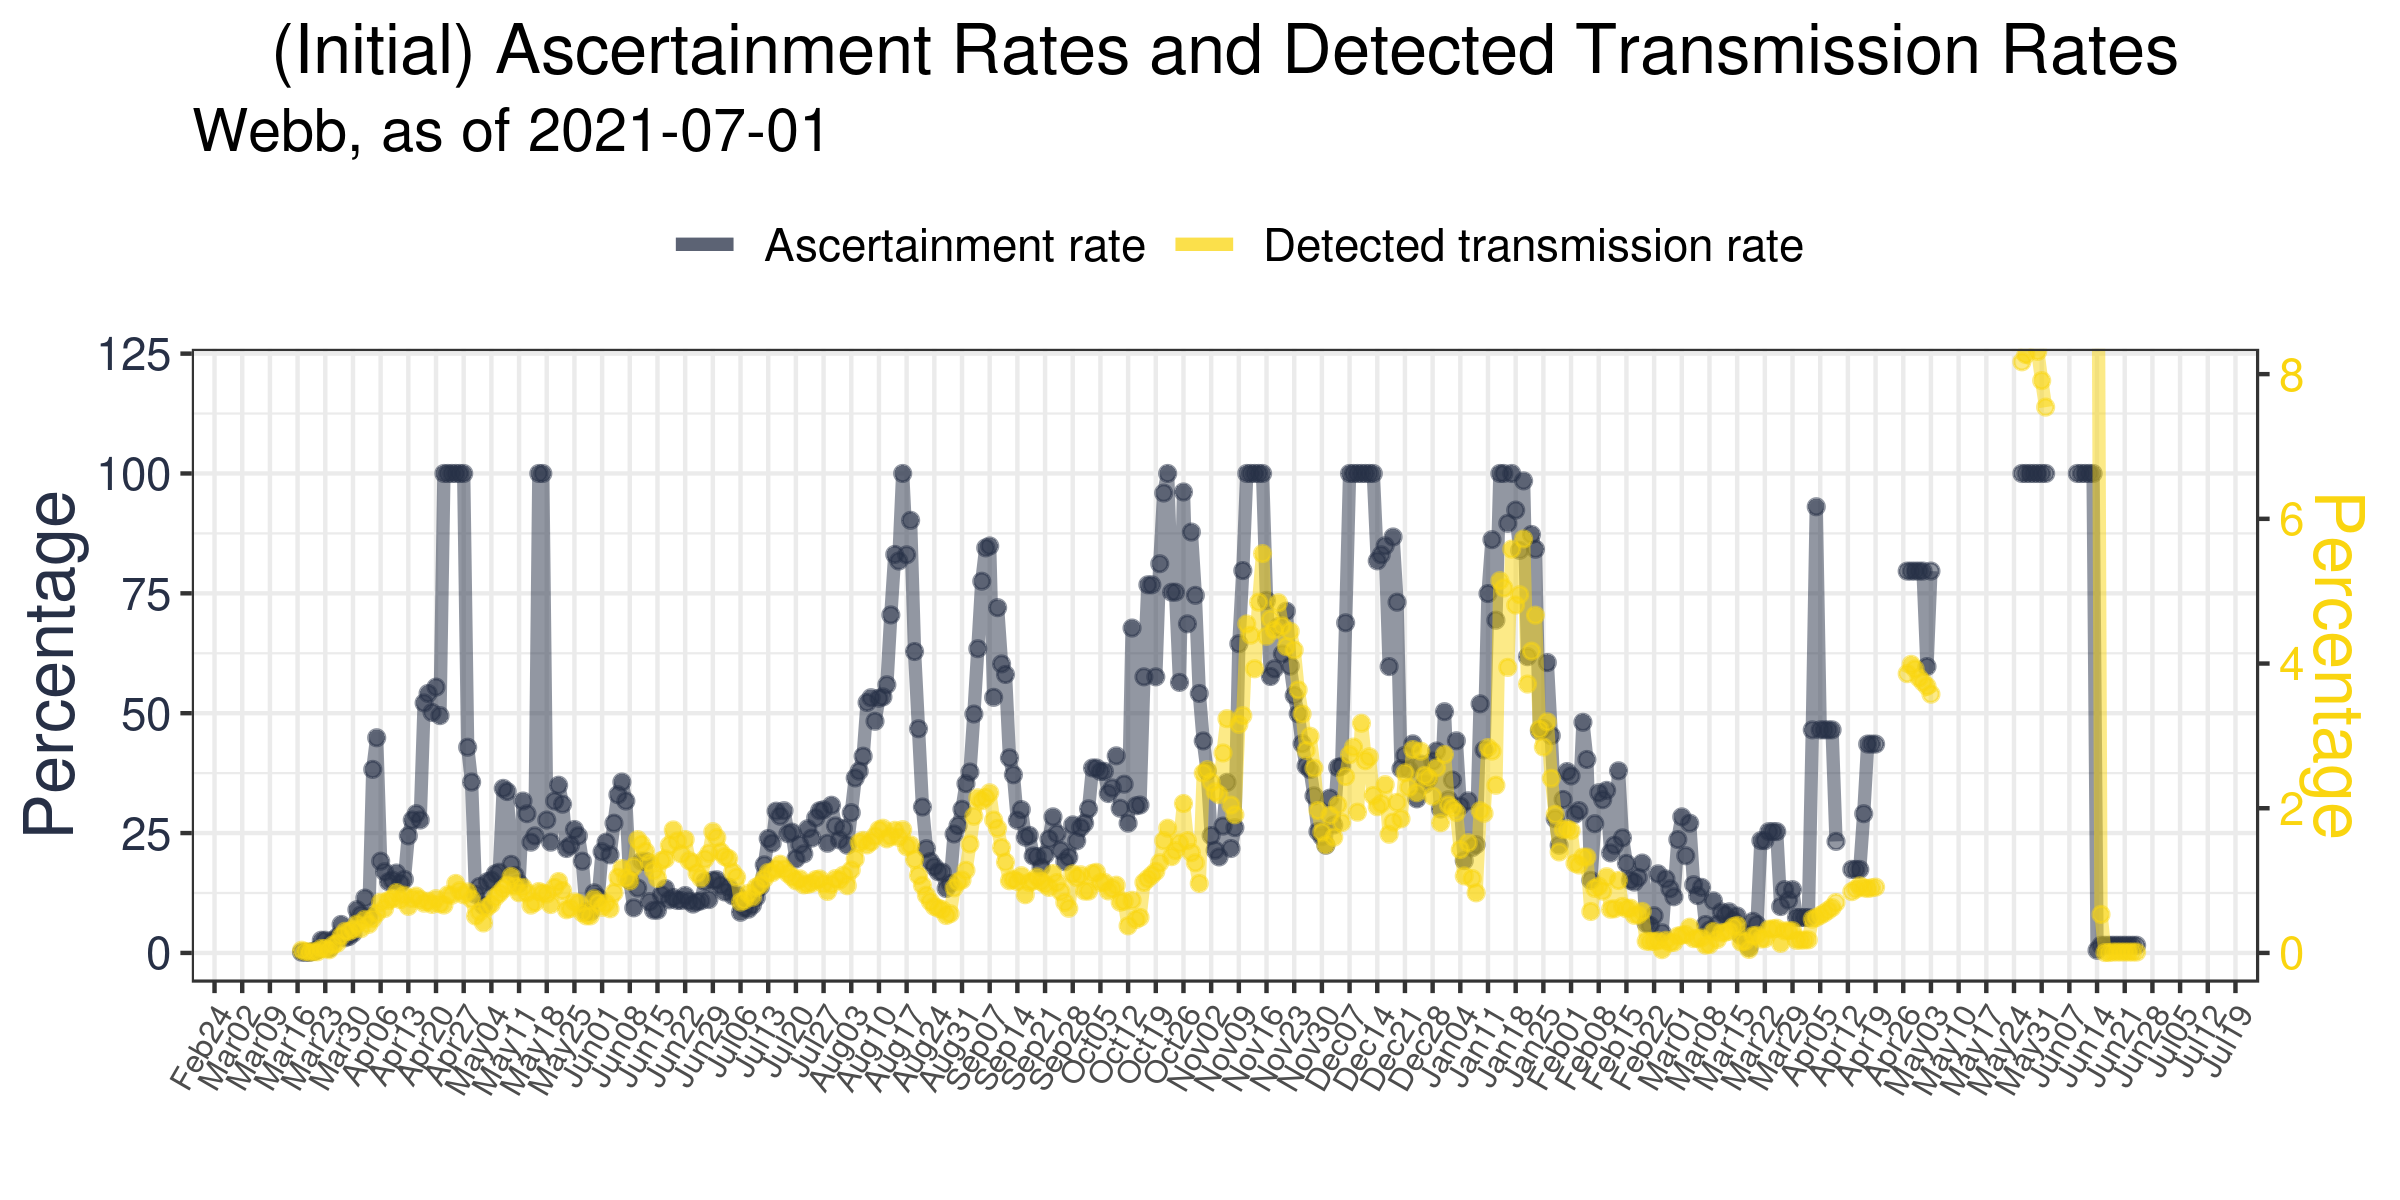 (Initial) Ascertainment Rates and Detected Transmission Rates
Webb, as of 2021-07-01
Ascertainment rate
Detected transmission rate
Percentage
125
100
75
50
25
0
8
6
4
2
0
Percentage
Feb24
Mar02
Mar09
Mar16
Mar23
Mar30
Apr06
Apr13
Apr20
Apr27
May04
May11
May18
May25
Jun01
Jun08
Jun15
Jun22
Jun29
Jul06
Jul13
Jul20
Jul27
Aug03
Aug10
Aug17
Aug24
Aug31
Sep07
Sep14
Sep21
Sep28
Oct05
Oct12
Oct19
Oct26
Nov02
Nov09
Nov16
Nov23
Nov30
Dec07
Dec14
Dec21
Dec28
Jan04
Jan11
Jan18
Jan25
Feb01
Feb08
Feb15
Feb22
Mar01
Mar08
Mar15
Mar22
Mar29
Apr05
Apr12
Apr19
Apr26
May03
May10
May17
May24
May31
Jun07
Jun14
Jun21
Jun28
Jul05
Jul12
Jul19